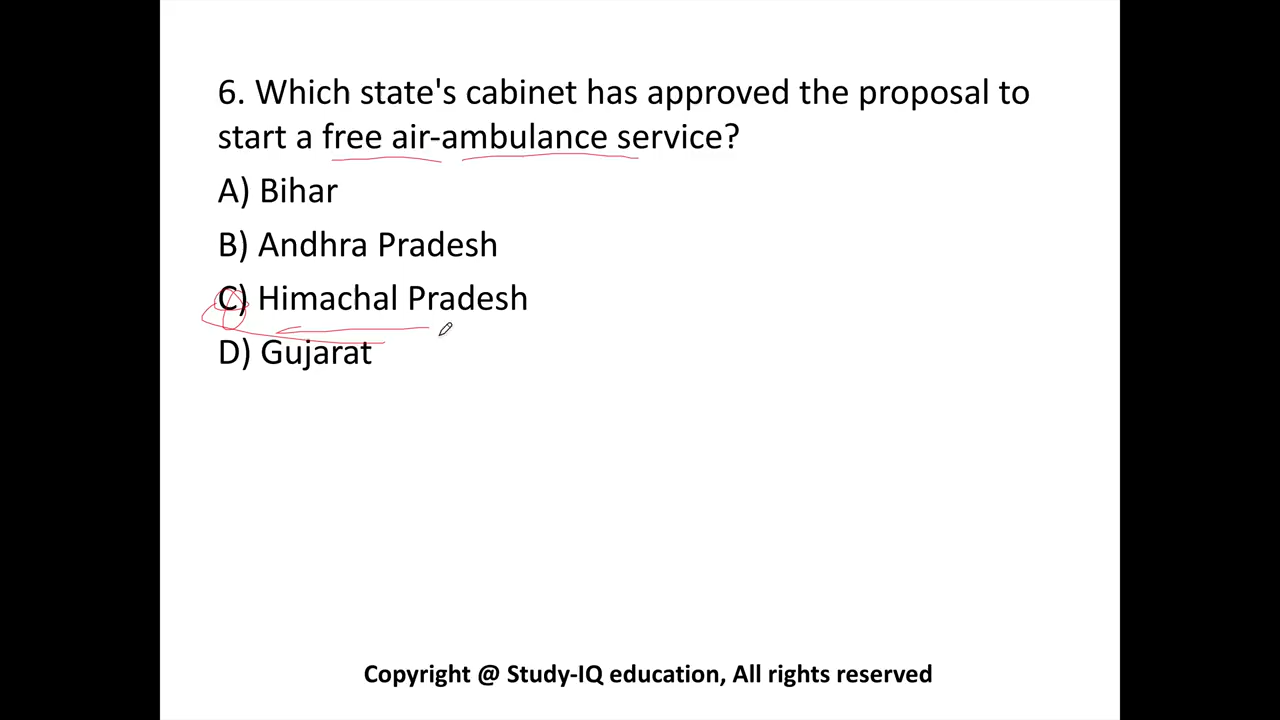 6. Which state's cabinet has approved the proposal to
start a free air-ambulance service?
A) Bihar
B) Andhra Pradesh
C) Himachal Pradesh
D) Gujarat
Copyright @ Study-IQ education, All rights reserved